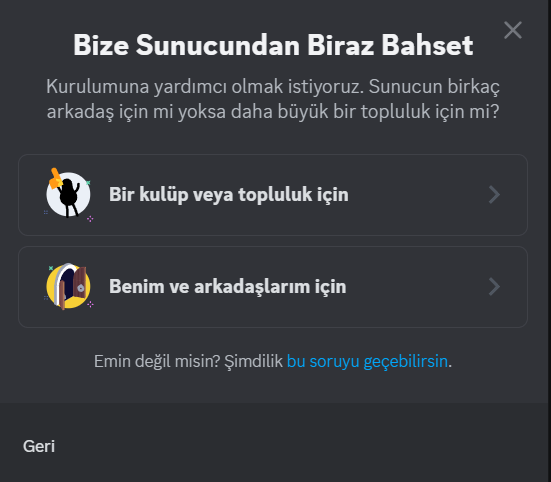 Bize Sunucundan Biraz Bahset
Kurulumuna yardımcı olmak istiyoruz. Sunucun birkaç
arkadaş için mi yoksa daha büyük bir topluluk için mi?
Bir kulüp veya topluluk için
Benim ve arkadaşlarım için
Emin değil misin? Şimdilik bu soruyu geçebilirsin.
Geri